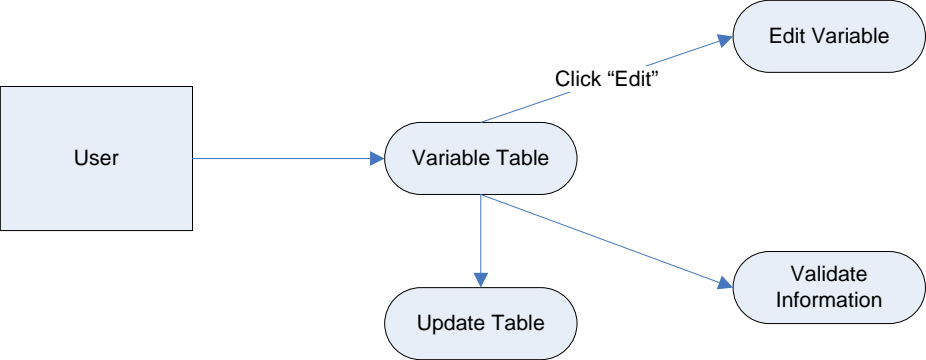 Edit Variable
Click “Edit”
User
Variable Table
Validate
Information
Update Table